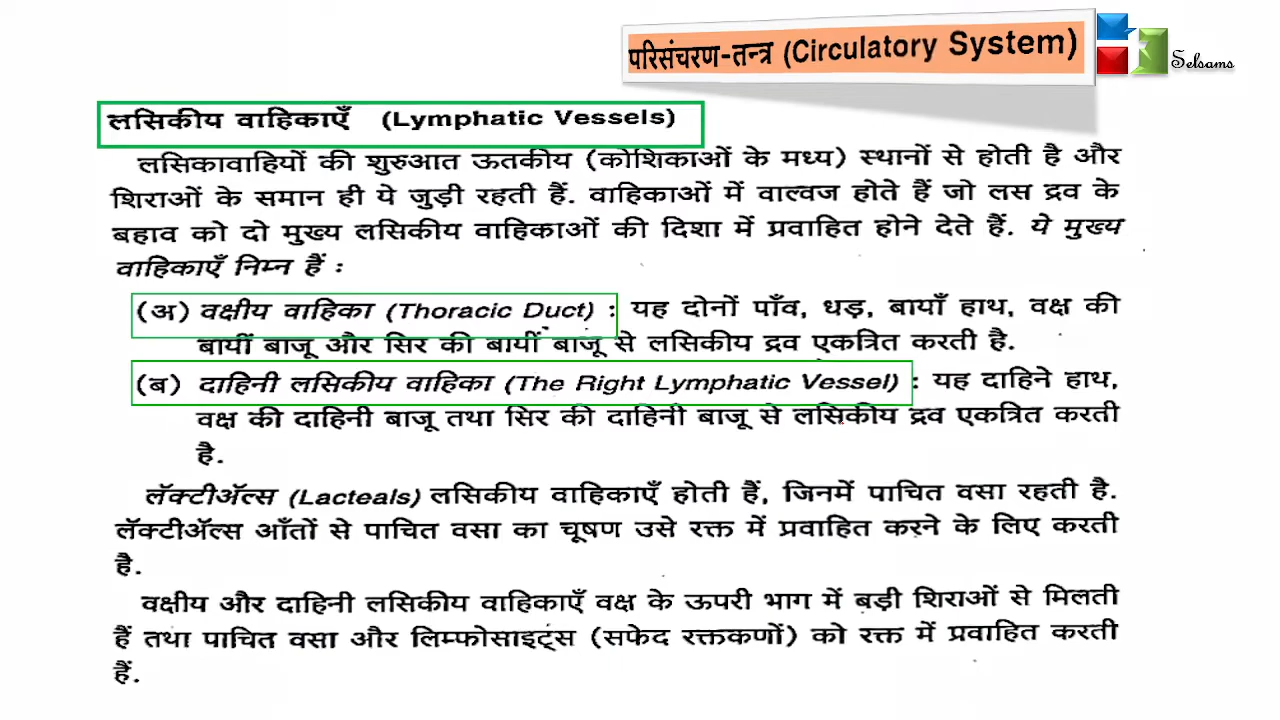 परिसंचरण-तन्त्र (Circulatory System)
Selsams
लसिकीय वाहिकाएँ (Lymphatic Vessels)
लसिकावाहियों की शुरुआत ऊतकीय (कोशिकाओं के मध्य) स्थानों से होती है और
शिराओं के समान ही ये जुड़ी रहती हैं. वाहिकाओं में वाल्वज होते हैं जो लस द्रव के
बहाव को दो मुख्य लसिकीय वाहिकाओं की दिशा में प्रवाहित होने देते हैं. ये मुख्य
वाहिकाएँ निम्न हैं :
(अ) वक्षीय वाहिका (Thoracic Duct) : यह दोनों पाँव, धड़, बायाँ हाथ, वक्ष की
बायीं बाजू और सिर की बायीं बाजू से लसिकीय द्रव एकत्रित करती है.
(ब) दाहिनी लसिकीय वाहिका (The Right Lymphatic Vessel) : यह दाहिने हाथ,
वक्ष की दाहिनी बाजू तथा सिर की दाहिनी बाजू से लसिकीय द्रव एकत्रित करती
है.
लॅक्टीॲल्स (Lacteals) लसिकीय वाहिकाएँ होती हैं, जिनमें पाचित वसा रहती है.
लॅक्टीॲल्स आँतों से पाचित वसा का चूषण उसे रक्त में प्रवाहित करने के लिए करती
है.
वक्षीय और दाहिनी लसिकीय वाहिकाएँ वक्ष के ऊपरी भाग में बड़ी शिराओं से मिलती
हैं तथा पाचित वसा और लिम्फोसाइट्स (सफेद रक्तकणों) को रक्त में प्रवाहित करती
हैं.